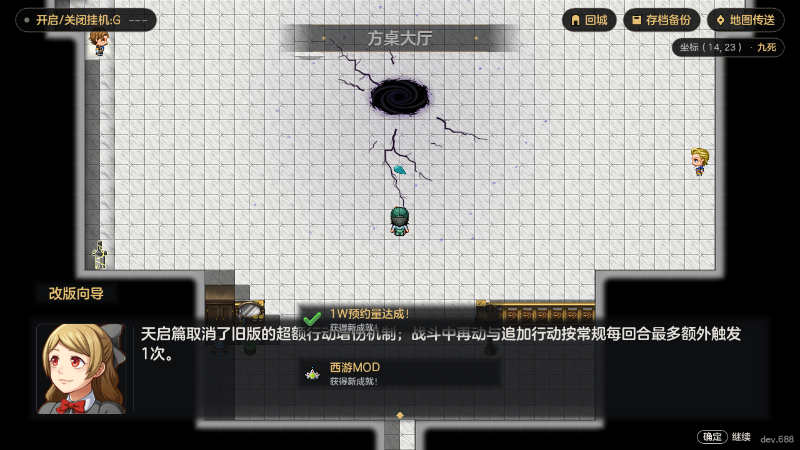 开启/关闭挂机:G ---
方桌大厅
回城
存档备份
地图传送
坐标 (14,23) · 九死
改版向导
1W预约量达成!
获得新成就!
天启篇取消了旧版的超额行动增伤机制；战斗中再动与追加行动按常规每回合最多额外触发
1次。
西游MOD
获得新成就!
确定 继续
dev.688